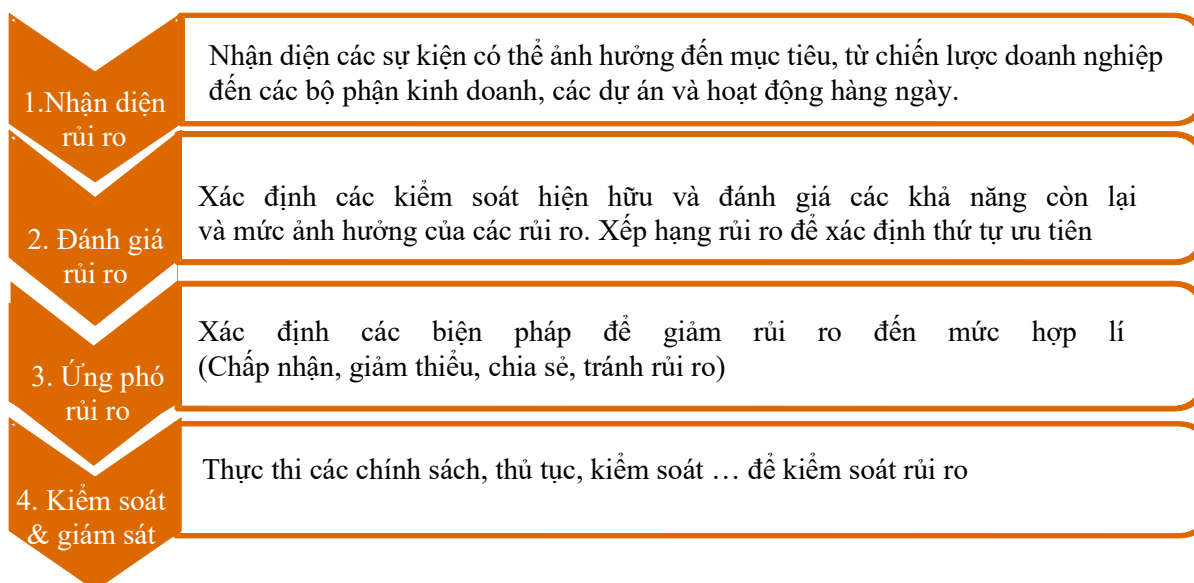 1.Nhận diện
rủi ro
Nhận diện các sự kiện có thể ảnh hưởng đến mục tiêu, từ chiến lược doanh nghiệp
đến các bộ phận kinh doanh, các dự án và hoạt động hàng ngày.
2. Đánh giá
rủi ro
Xác định các kiểm soát hiện hữu và đánh giá các khả năng còn lại
và mức ảnh hưởng của các rủi ro. Xếp hạng rủi ro để xác định thứ tự ưu tiên
3. Ứng phó
rủi ro
Xác định các biện pháp để giảm rủi ro đến mức hợp lí
(Chấp nhận, giảm thiểu, chia sẻ, tránh rủi ro)
4. Kiểm soát
& giám sát
Thực thi các chính sách, thủ tục, kiểm soát … để kiểm soát rủi ro